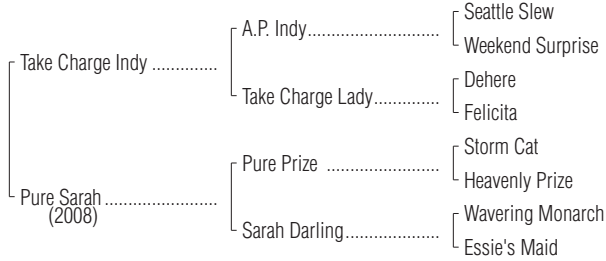 Seattle Slew
A.P. Indy..............................
Weekend Surprise
Take Charge Indy ..............
Dehere
Take Charge Lady..............
Felicita
Storm Cat
Pure Prize ........................
Heavenly Prize
Pure Sarah ........................
(2008)
Wavering Monarch
Sarah Darling....................
Essie's Maid